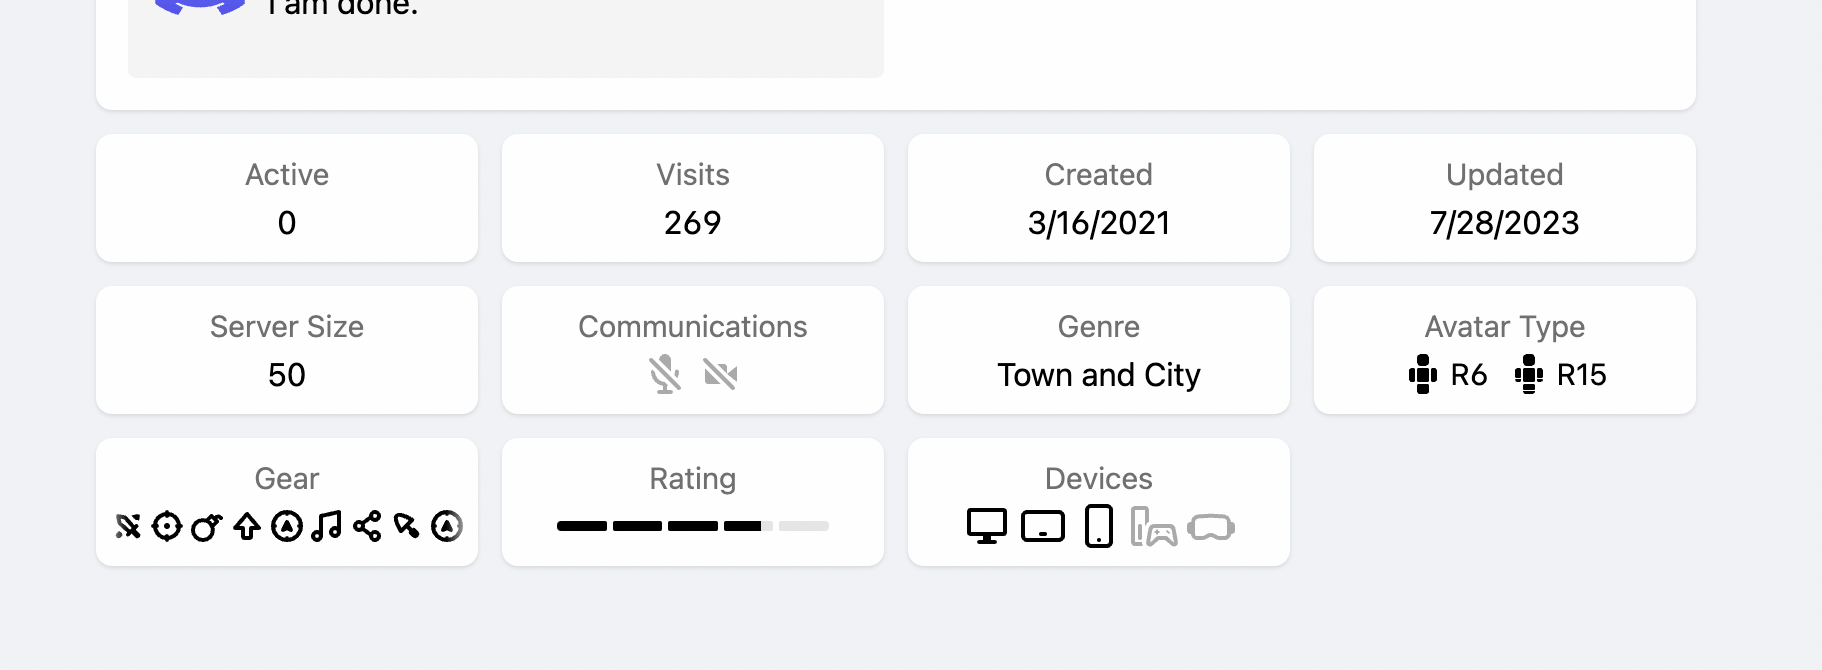 I am done.
Active
0
Visits
269
Created
3/16/2021
Updated
7/28/2023
Server Size
50
Communications
Genre
Town and City
Avatar Type
R6 R15
Gear
Rating
Devices